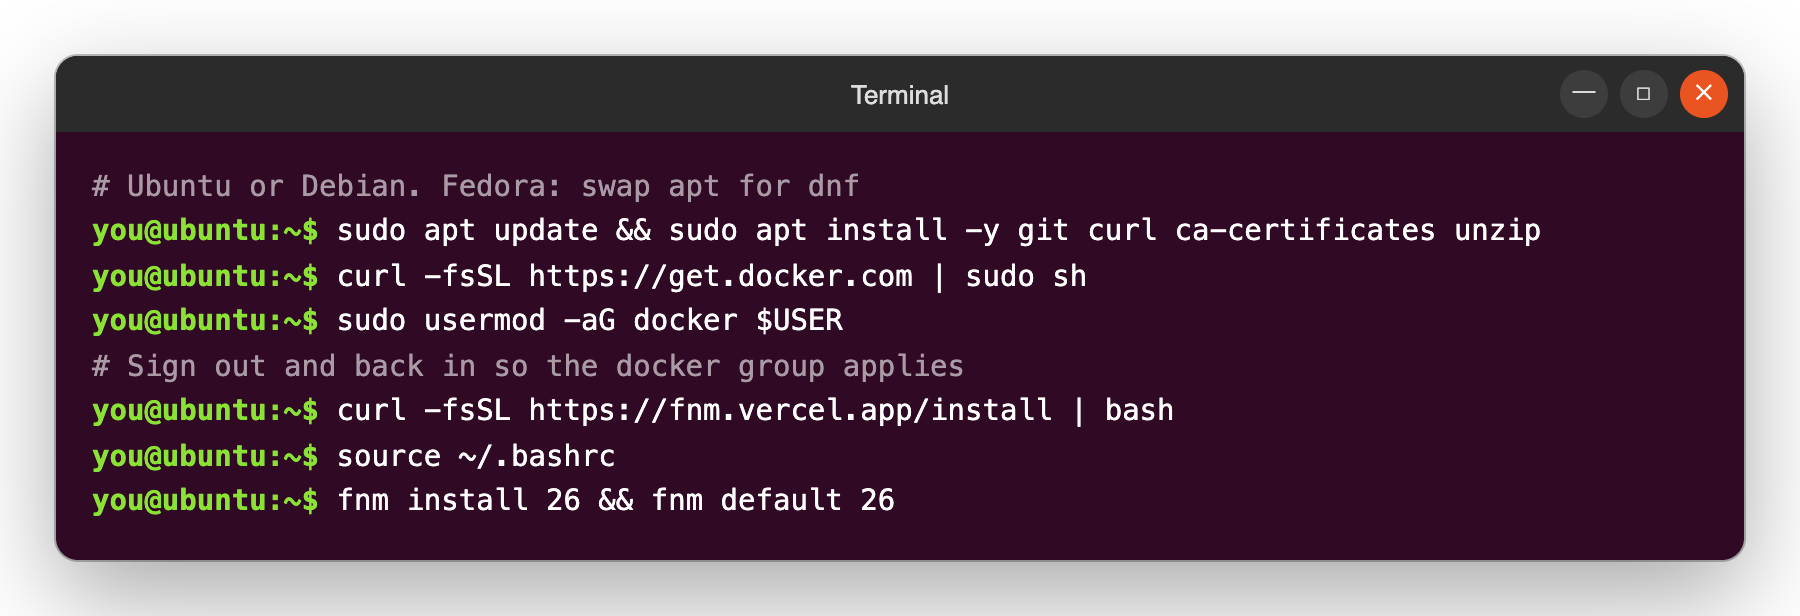 Terminal
# Ubuntu or Debian. Fedora: swap apt for dnf
you@ubuntu:~$ sudo apt update && sudo apt install -y git curl ca-certificates unzip
you@ubuntu:~$ curl -fsSL https://get.docker.com | sudo sh
you@ubuntu:~$ sudo usermod -aG docker $USER
# Sign out and back in so the docker group applies
you@ubuntu:~$ curl -fsSL https://fnm.vercel.app/install | bash
you@ubuntu:~$ source ~/.bashrc
you@ubuntu:~$ fnm install 26 && fnm default 26